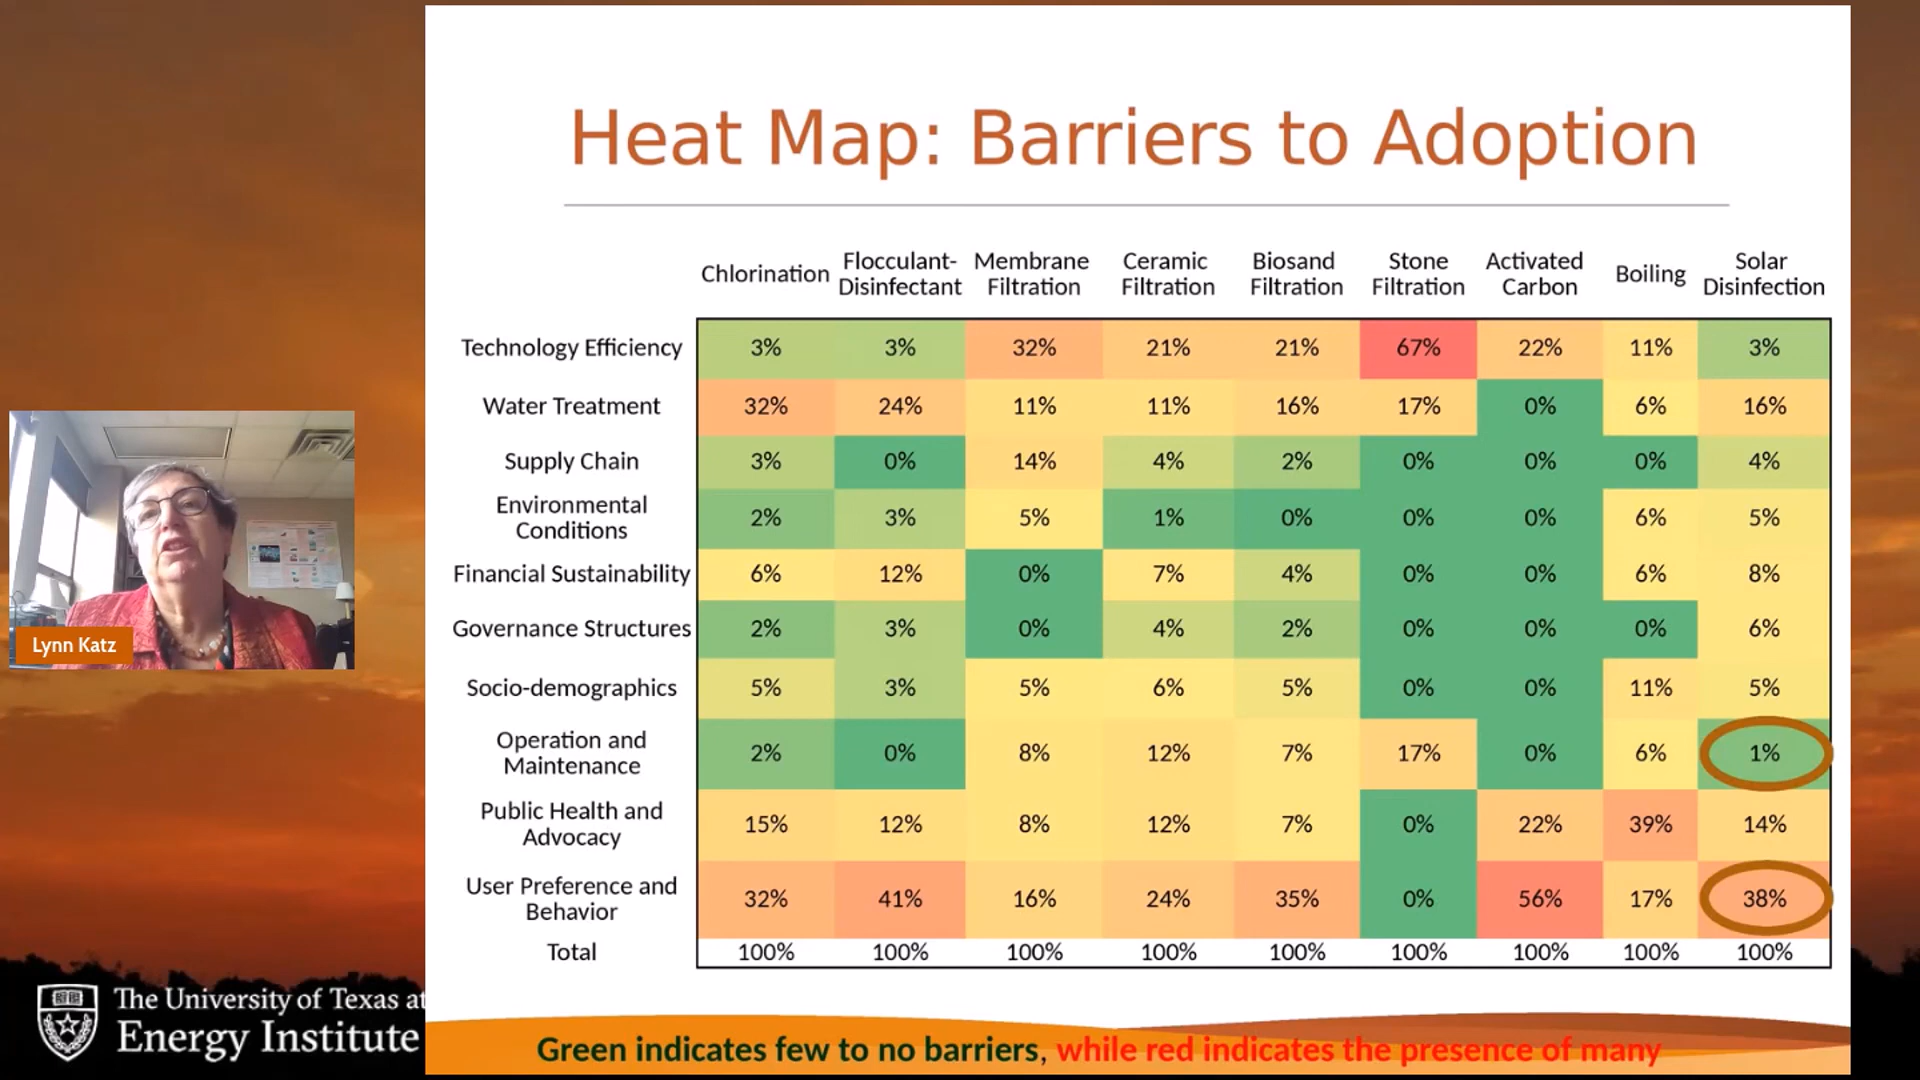 Heat Map: Barriers to Adoption
Chlorination Flocculant- Disinfectant Membrane Filtration Ceramic Filtration Biosand Filtration Stone Filtration Activated Carbon Boiling Solar Disinfection
Technology Efficiency 3% 3% 32% 21% 21% 67% 22% 11% 3%
Water Treatment 32% 24% 11% 11% 16% 17% 0% 6% 16%
Supply Chain 3% 0% 14% 4% 2% 0% 0% 0% 4%
Environmental Conditions 2% 3% 5% 1% 0% 0% 0% 6% 5%
Financial Sustainability 6% 12% 0% 7% 4% 0% 0% 6% 8%
Governance Structures 2% 3% 0% 4% 2% 0% 0% 0% 6%
Socio-demographics 5% 3% 5% 6% 5% 0% 0% 11% 5%
Operation and Maintenance 2% 0% 8% 12% 7% 17% 0% 6% 1%
Public Health and Advocacy 15% 12% 8% 12% 7% 0% 22% 39% 14%
User Preference and Behavior 32% 41% 16% 24% 35% 0% 56% 17% 38%
Total 100% 100% 100% 100% 100% 100% 100% 100% 100%
Green indicates few to no barriers, while red indicates the presence of many
Lynn Katz
The University of Texas at
Energy Institute